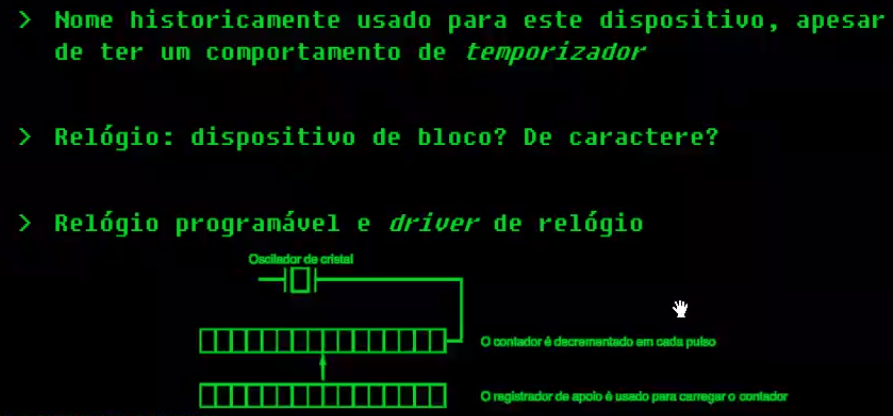 > Nome historicamente usado para este dispositivo, apesar
de ter um comportamento de temporizador
> Relógio: dispositivo de bloco? De caractere?
> Relógio programável e driver de relógio
Oscilador de cristal
O contador é decrementado em cada pulso
O registrador de apoio é usado para carregar o contador